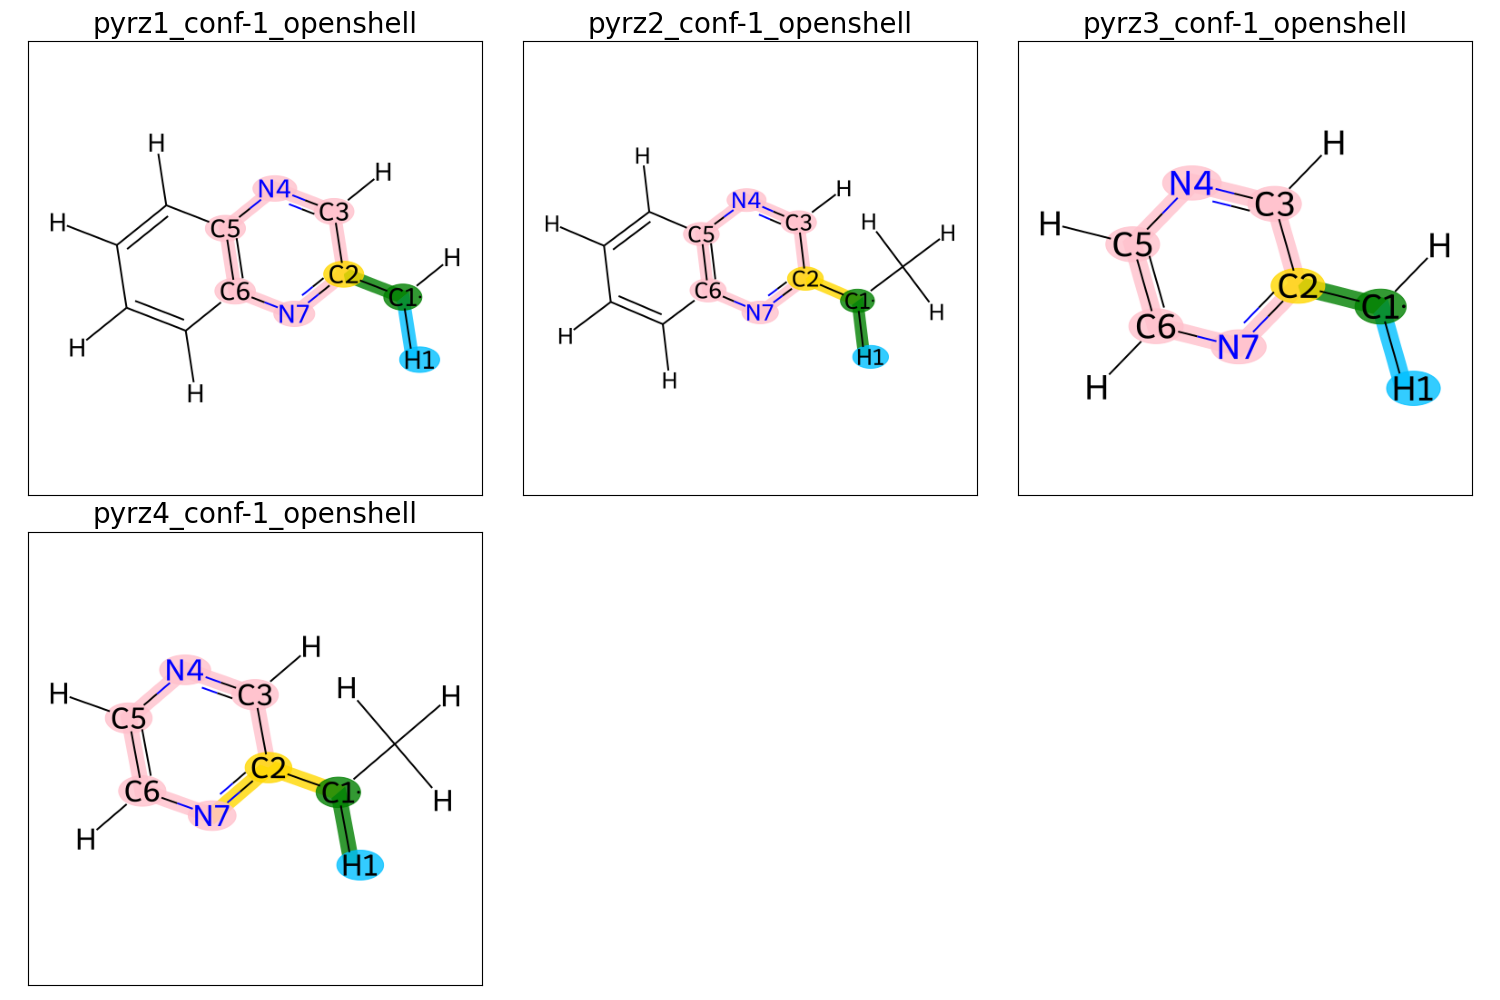 pyrz1_conf-1_openshell
H
N4
H
C3
H
C5
H
C2
C6
C1·
N7
H
H1
H
pyrz2_conf-1_openshell
H
H
N4
H
C3
H
H
C5
C2
C6
C1·
N7
H
H
H1
H
pyrz3_conf-1_openshell
H
N4
C3
H
C5
H
C2
C1·
C6
N7
H
H1
pyrz4_conf-1_openshell
H
N4
H
H
C3
H
C5
C2
C6
C1·
H
N7
H
H1